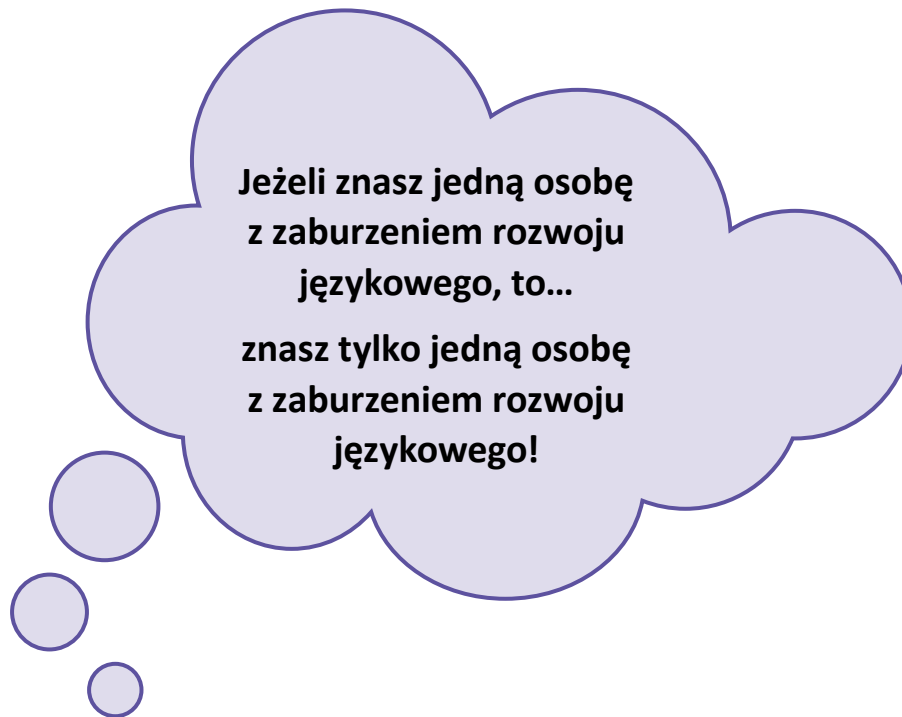 Jeżeli znasz jedną osobę
z zaburzeniem rozwoju
językowego, to...
znasz tylko jedną osobę
z zaburzeniem rozwoju
językowego!